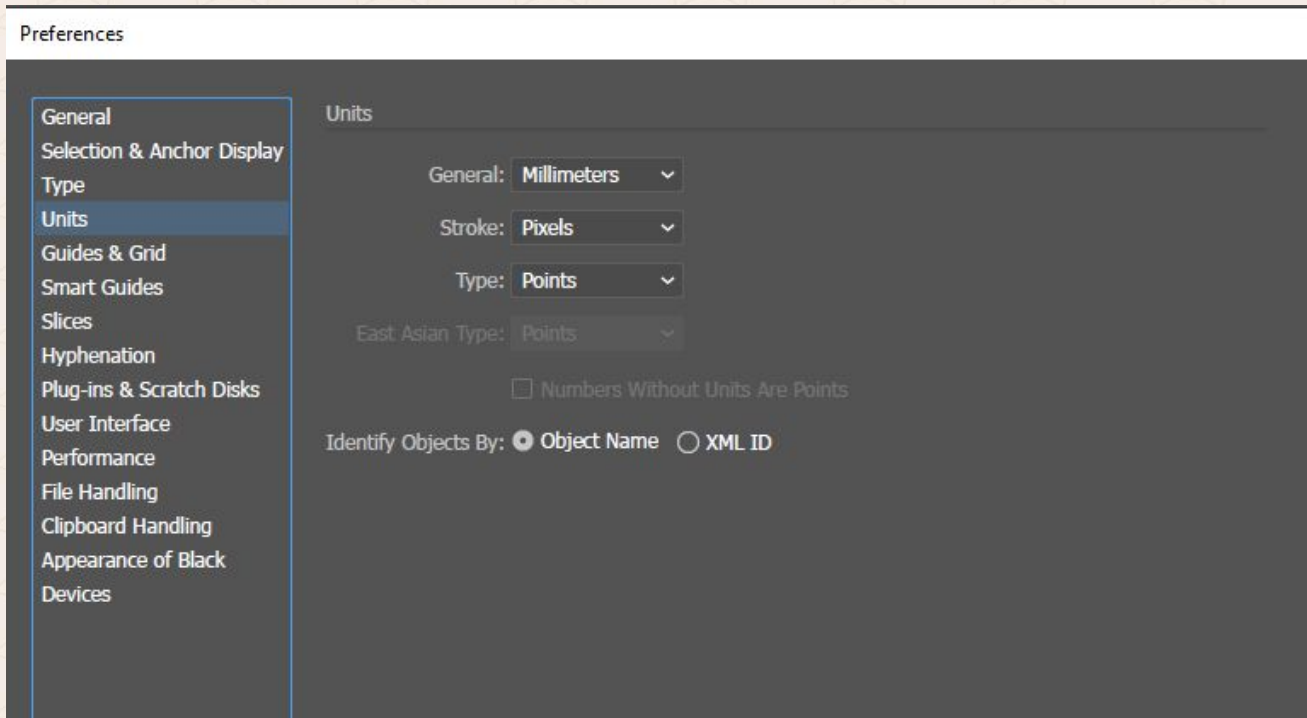 Preferences
General
Selection & Anchor Display
Type
Units
Guides & Grid
Smart Guides
Slices
Hyphenation
Plug-ins & Scratch Disks
User Interface
Performance
File Handling
Clipboard Handling
Appearance of Black
Devices
Units
General: Millimeters
Stroke: Pixels
Type: Points
East Asian Type: Points
Numbers Without Units Are Points
Identify Objects By: Object Name XML ID